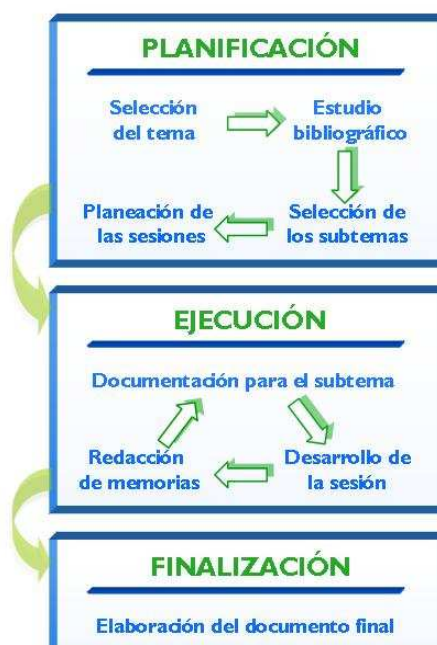 PLANIFICACIÓN
Selección
del tema
Estudio
bibliográfico
Planeación de
las sesiones
Selección de
los subtemas
EJECUCIÓN
Documentación para el subtema
Redacción
de memorias
Desarrollo de
la sesión
FINALIZACIÓN
Elaboración del documento final